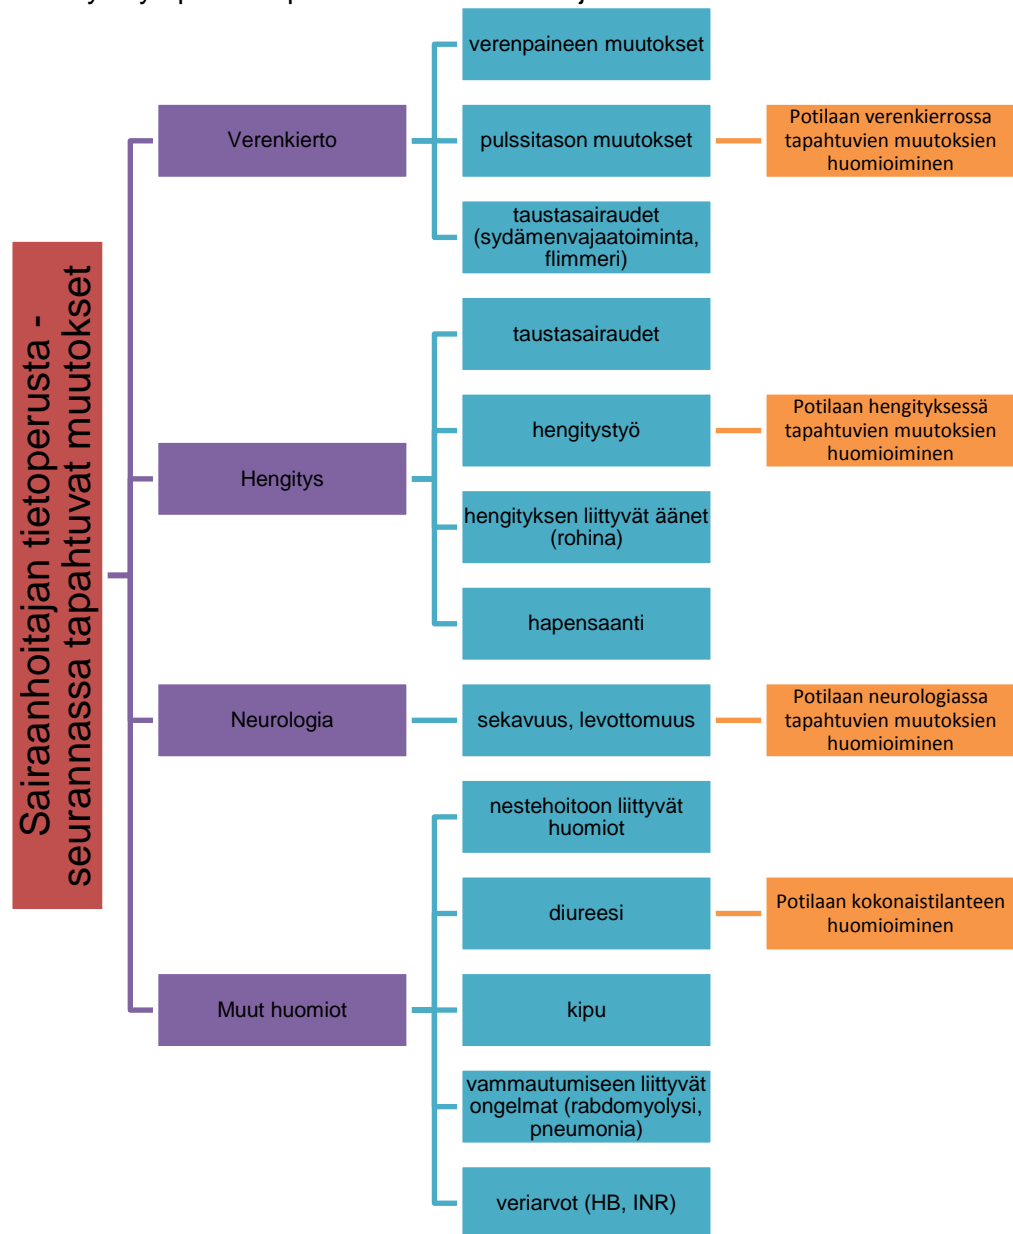 Sairaanhoitajan tietoperusta -
seurannassa tapahtuvat muutokset
Verenkierto
verenpaineen muutokset
pulssitason muutokset
Potilaan verenkierrossa
tapahtuvien muutoksien
huomioiminen
taustasairaudet
(sydämenvajaatoiminta,
flimmeri)
Hengitys
taustasairaudet
hengitystyö
Potilaan hengityksessä
tapahtuvien muutoksien
huomioiminen
hengityksen liittyvät äänet
(rohina)
hapensaanti
Neurologia
sekavuus, levottomuus
Potilaan neurologiassa
tapahtuvien muutoksien
huomioiminen
Muut huomiot
nestehoitoon liittyvät
huomiot
diureesi
Potilaan kokonaistilanteen
huomioiminen
kipu
vammautumiseen liittyvät
ongelmat (rabdomyolysi,
pneumonia)
veriarvot (HB, INR)